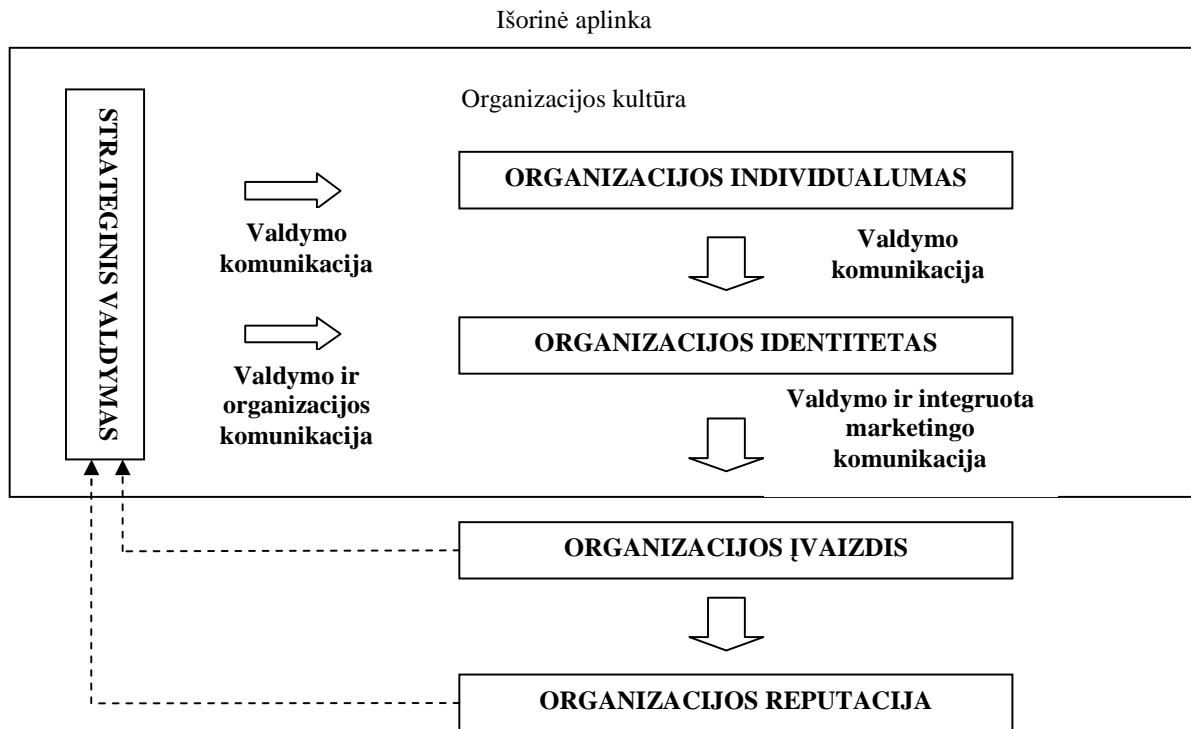 Išorinė aplinka
Organizacijos kultūra
STRATEGINIS VALDYMAS
ORGANIZACIJOS INDIVIDUALUMAS
Valdymo
komunikacija
Valdymo
komunikacija
ORGANIZACIJOS IDENTITETAS
Valdymo ir
organizacijos
komunikacija
Valdymo ir integruota
marketingo
komunikacija
ORGANIZACIJOS ĮVAIZDIS
ORGANIZACIJOS REPUTACIJA